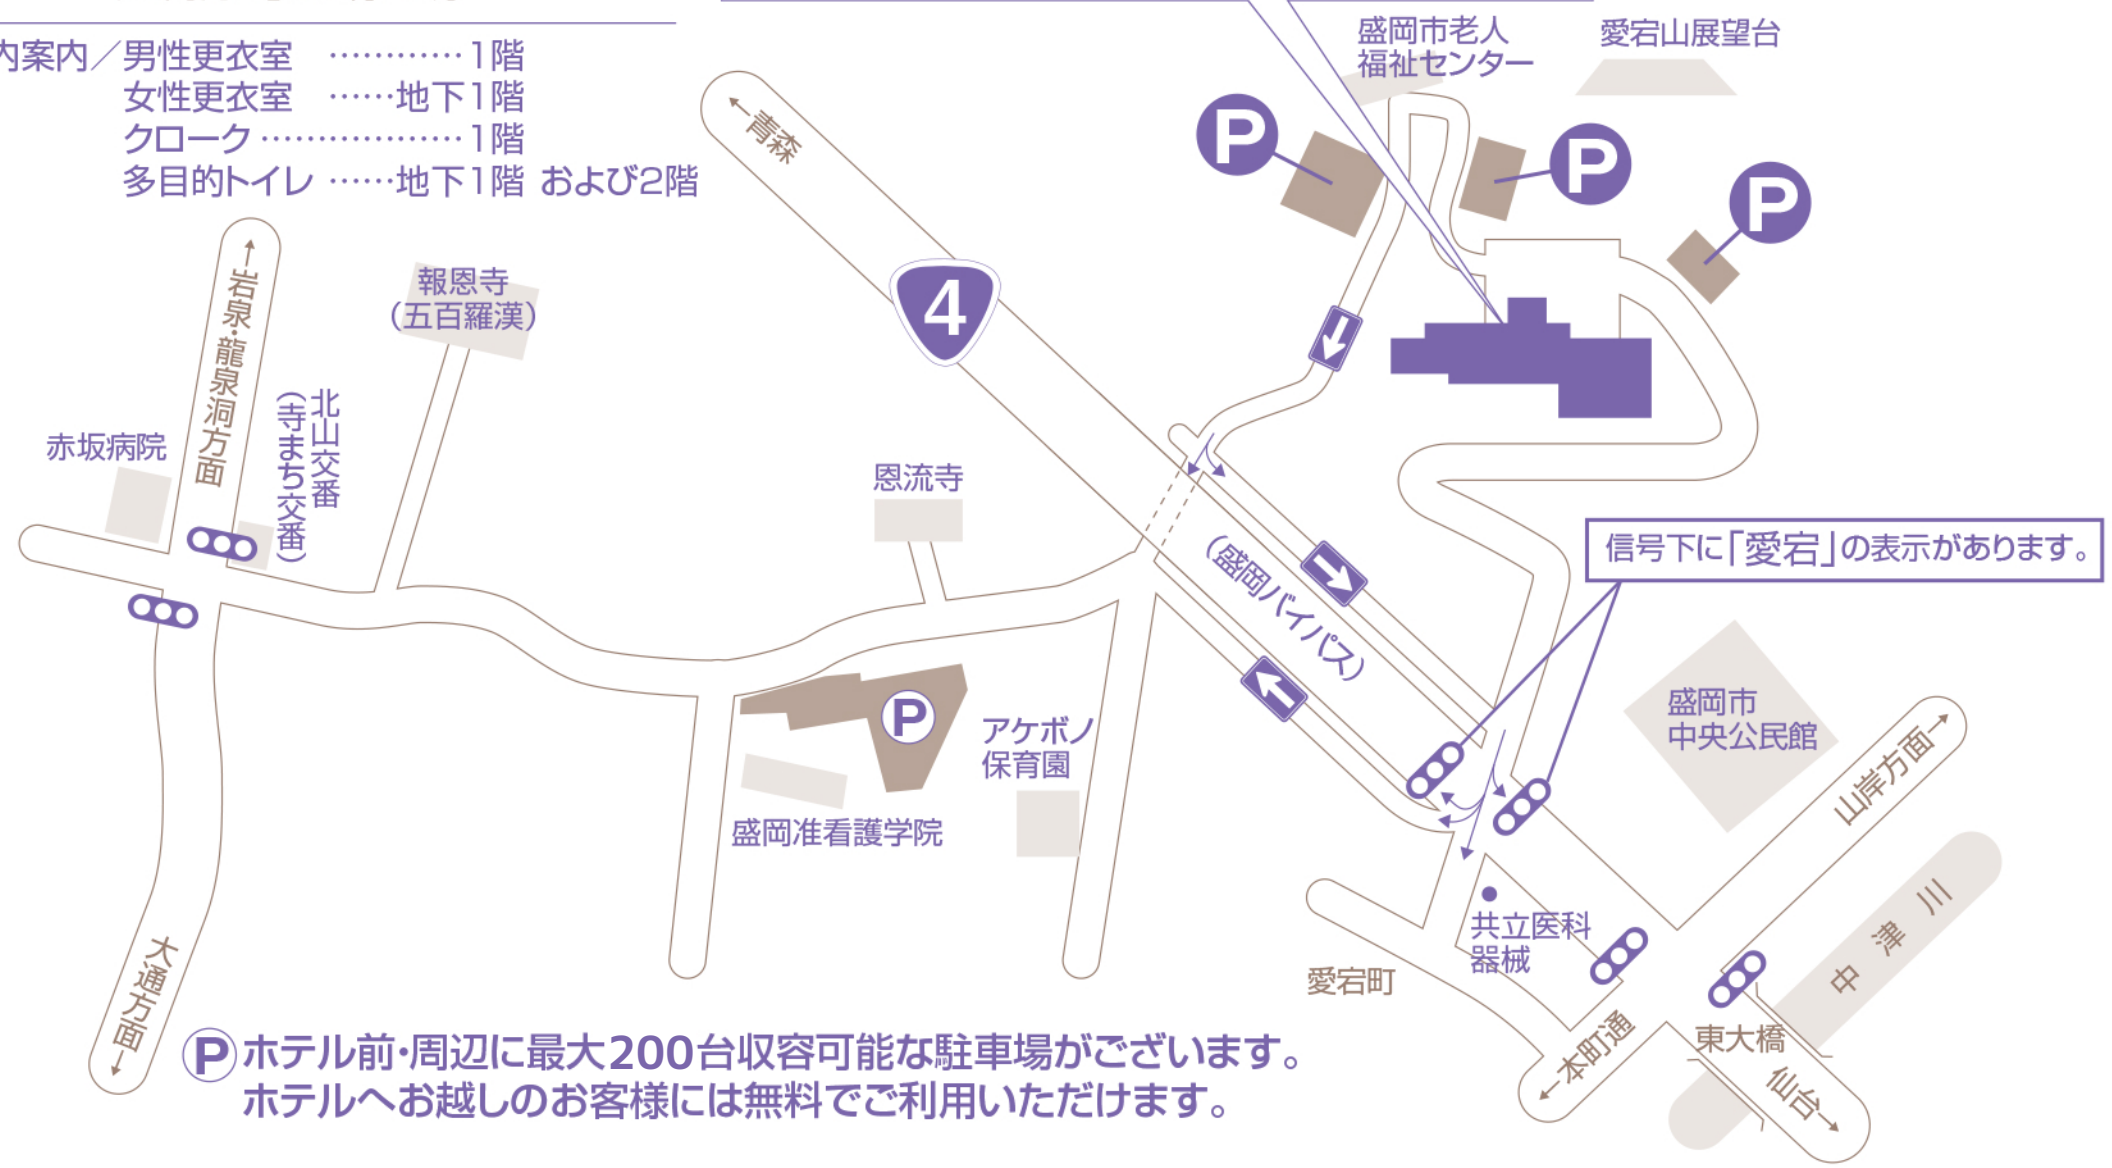 内案内／男性更衣室 …………1階
女性更衣室 ……地下1階
クローク ………………1階
多目的トイレ ……地下1階 および2階
盛岡市老人
福祉センター
愛宕山展望台
P
P
P
←青森
4
←岩泉・龍泉洞方面
報恩寺
（五百羅漢）
北山交番
（寺まち交番）
赤坂病院
恩流寺
（盛岡バイパス）
信号下に「愛宕」の表示があります。
盛岡市
中央公民館
山岸方面→
P
アケボノ
保育園
盛岡准看護学院
共立医科
器械
愛宕町
中津川
大通方面→
←本町通
東大橋
仙台→
Pホテル前・周辺に最大200台収容可能な駐車場がございます。
ホテルへお越しのお客様には無料でご利用いただけます。